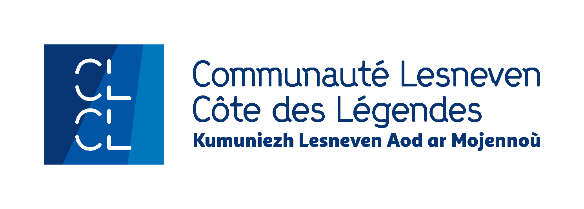 CL
CL
Communauté Lesneven
Côte des Légendes
Kumuniezh Lesneven Aod ar Mojennoù